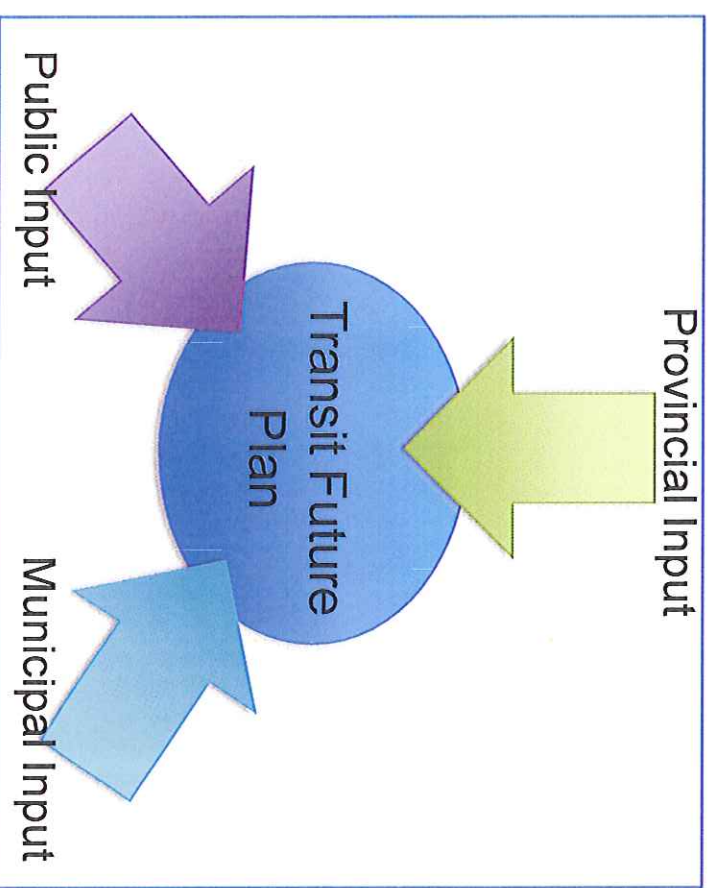 Provincial Input
Transit Future
Plan
Public Input
Municipal Input